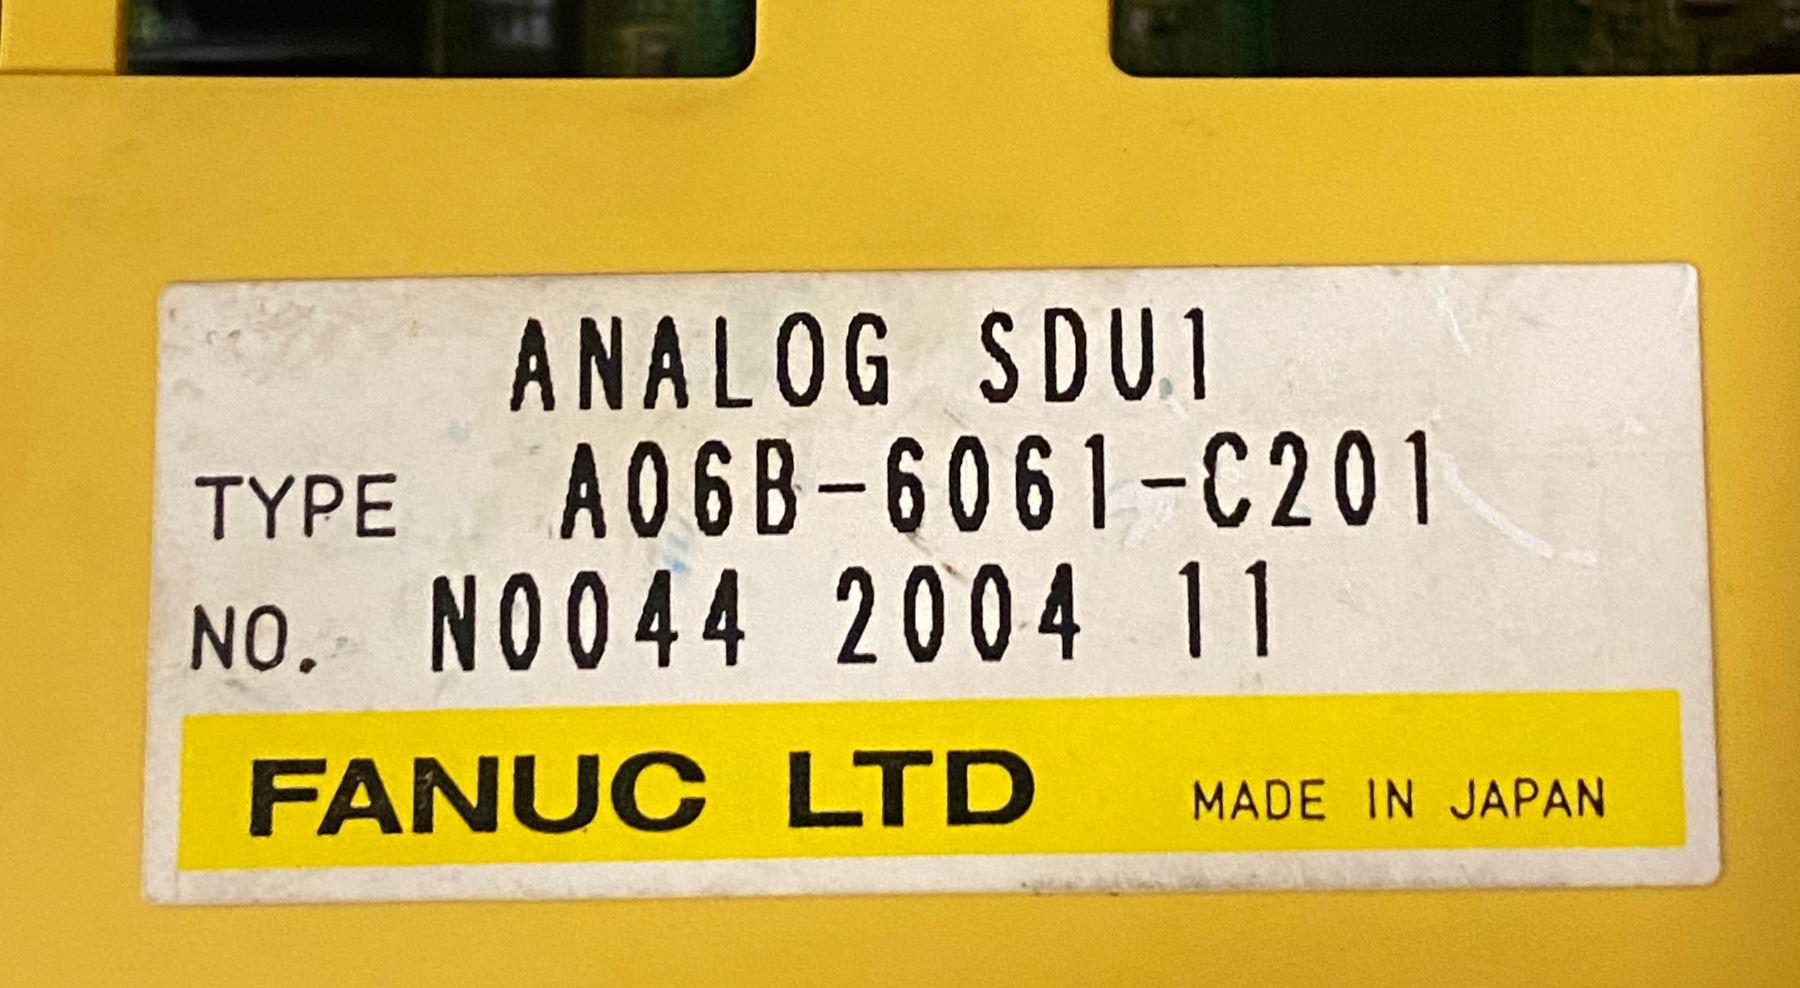 ANALOG SDU1
TYPE A06B-6061-C201
NO. N0044 2004 11
FANUC LTD MADE IN JAPAN